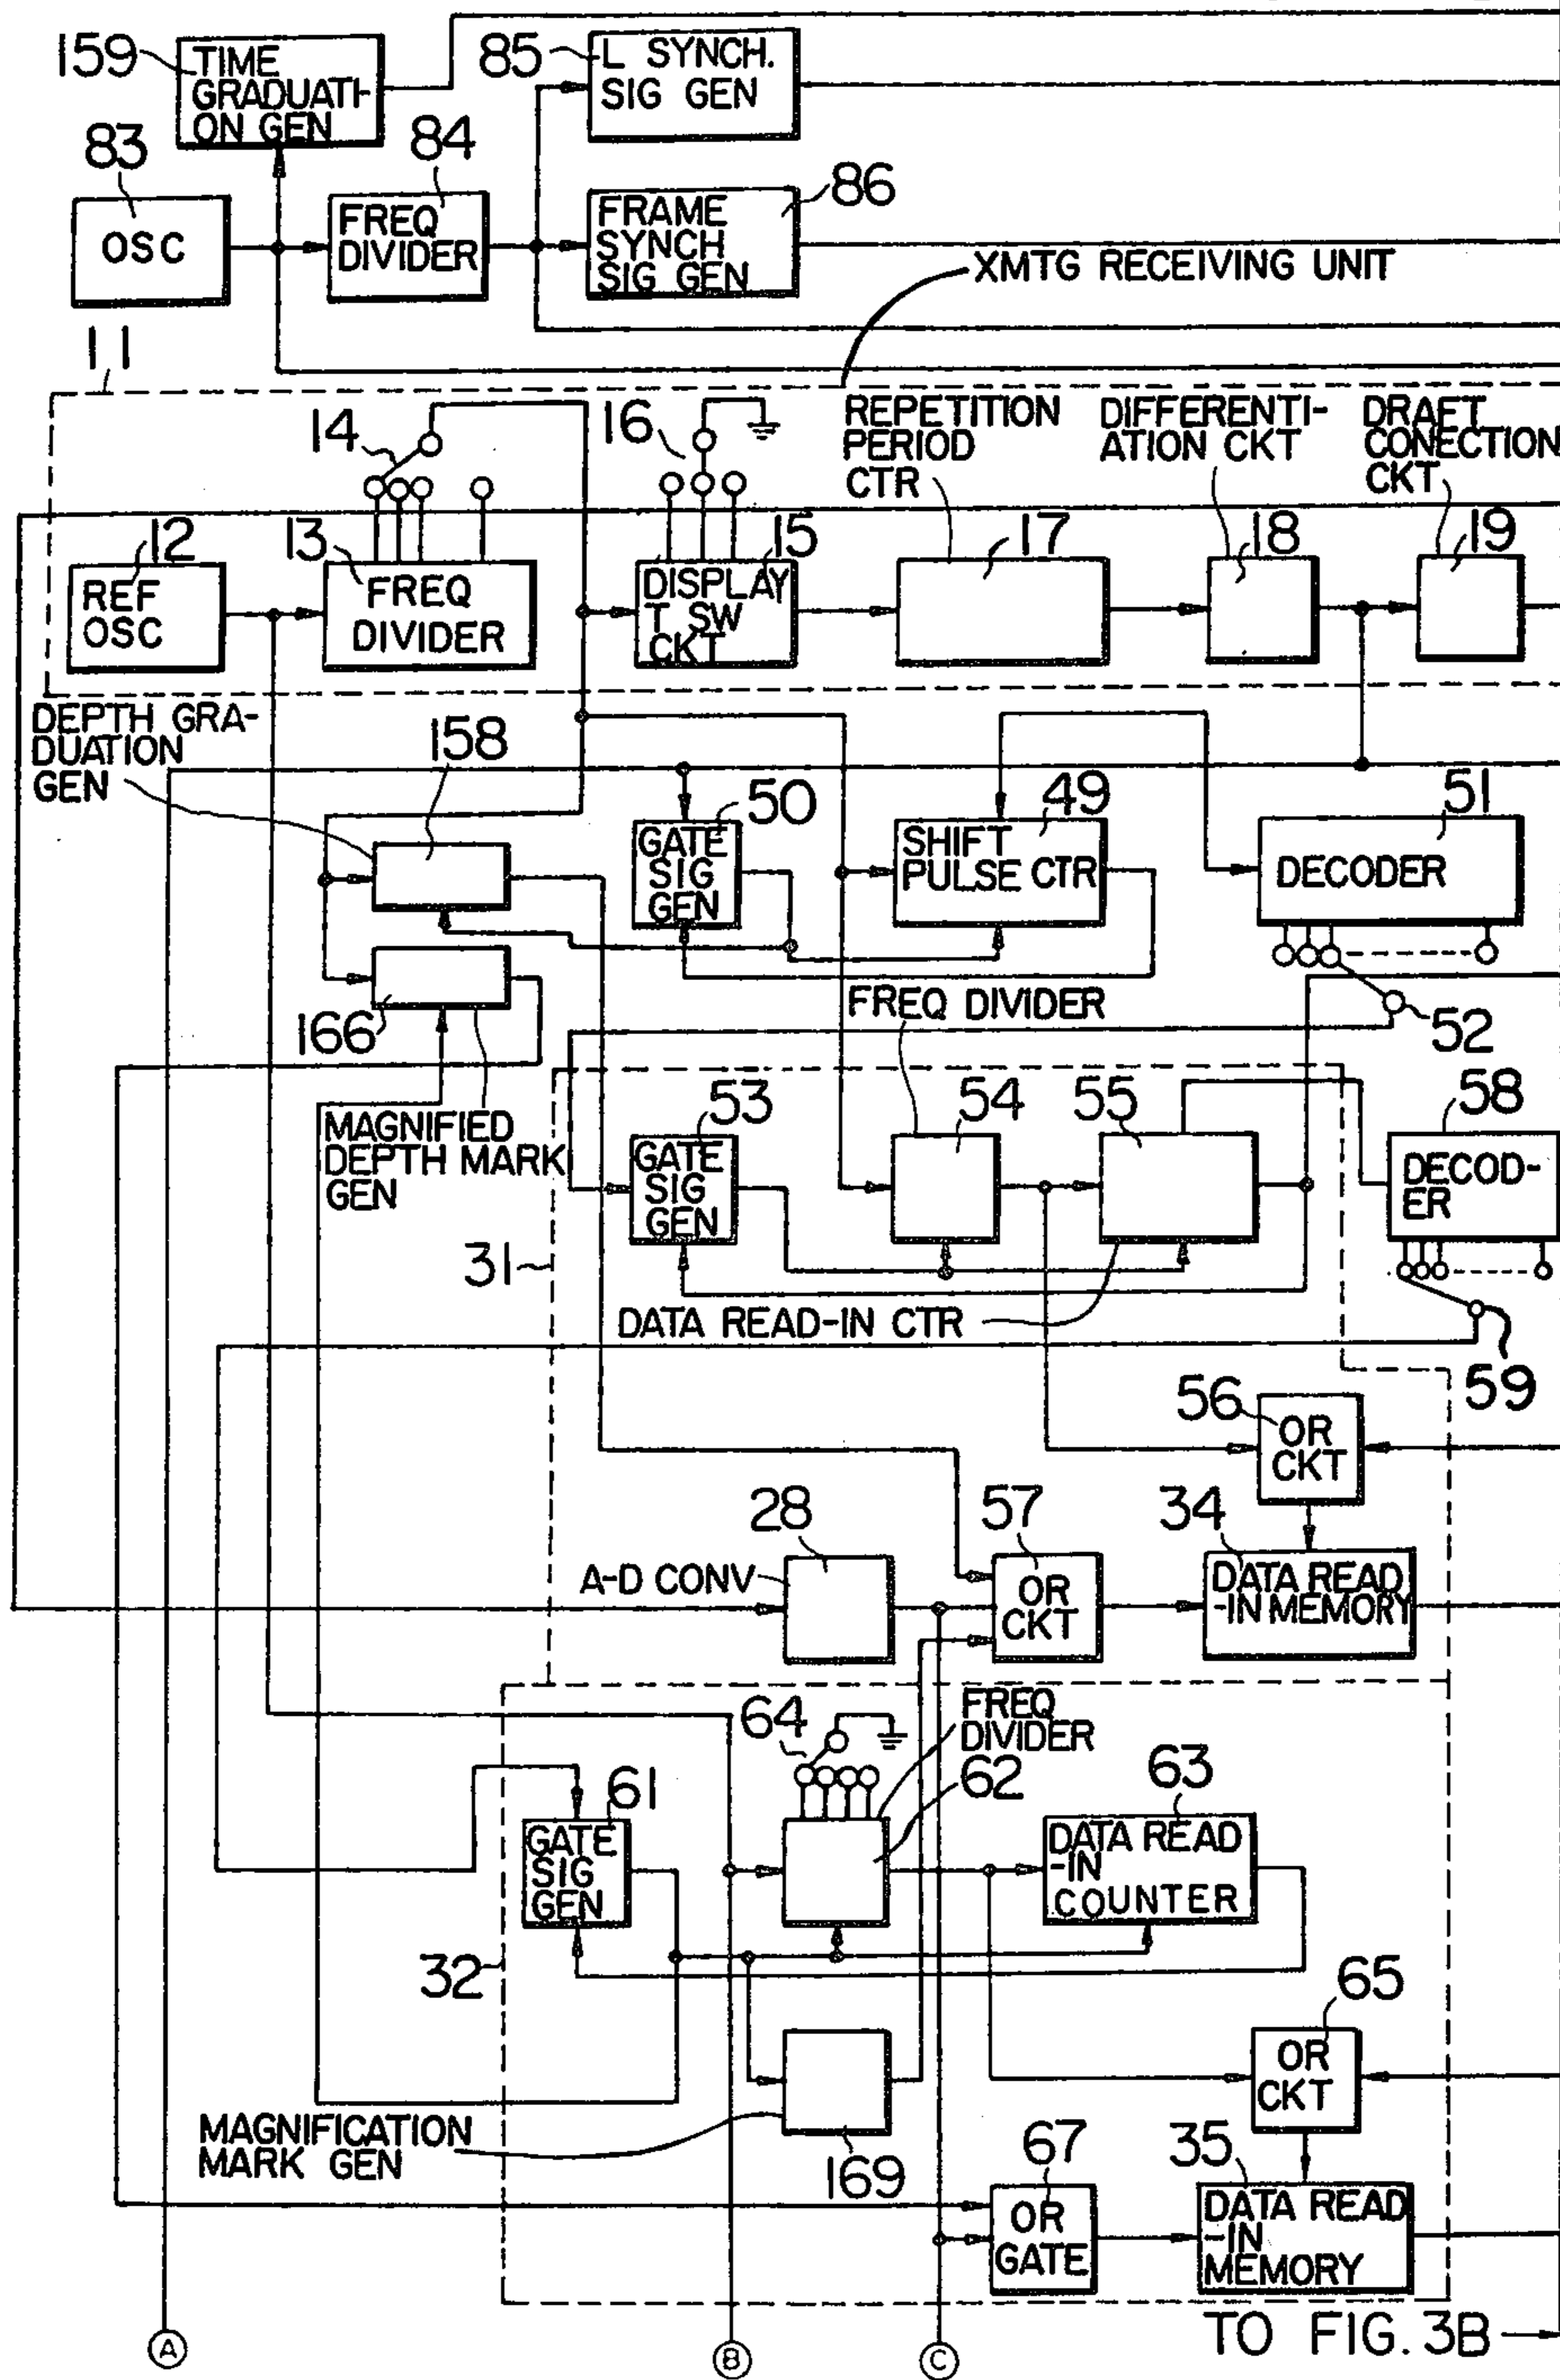 159
TIME
GRADUATI-
ON GEN
85
L SYNCH.
SIG GEN
83
OSC
84
FREQ
DIVIDER
86
FRAME
SYNCH
SIG GEN
XMTG RECEIVING UNIT
11
14
16
REPETITION
PERIOD
CTR
DIFFERENTI-
ATION CKT
DRAFT
CONECTION
CKT
12
REF
OSC
13
FREQ
DIVIDER
15
DISPLAY
T SW
CKT
17
18
19
DEPTH GRA-
DUATION
GEN
158
50
GATE
SIG
GEN
49
SHIFT
PULSE CTR
51
DECODER
166
52
FREQ DIVIDER
MAGNIFIED
DEPTH MARK
GEN
53
GATE
SIG
GEN
54
55
58
DECOD-
ER
31
DATA READ-IN CTR
59
56
OR
CKT
28
A-D CONV
57
OR
CKT
34
DATA READ
-IN MEMORY
64
FREQ
DIVIDER
62
61
GATE
SIG
GEN
63
DATA READ
-IN
COUNTER
32
65
OR
CKT
MAGNIFICATION
MARK GEN
169
67
OR
GATE
35
DATA READ
-IN
MEMORY
TO FIG. 3B
A
B
C